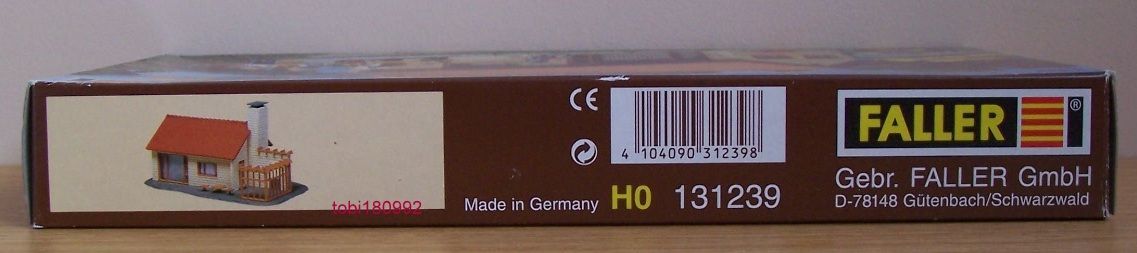 tobi180992
CE
4 104090 312398
Made in Germany
H0 131239
FALLER ®
Gebr. FALLER GmbH
D-78148 Gütenbach/Schwarzwald